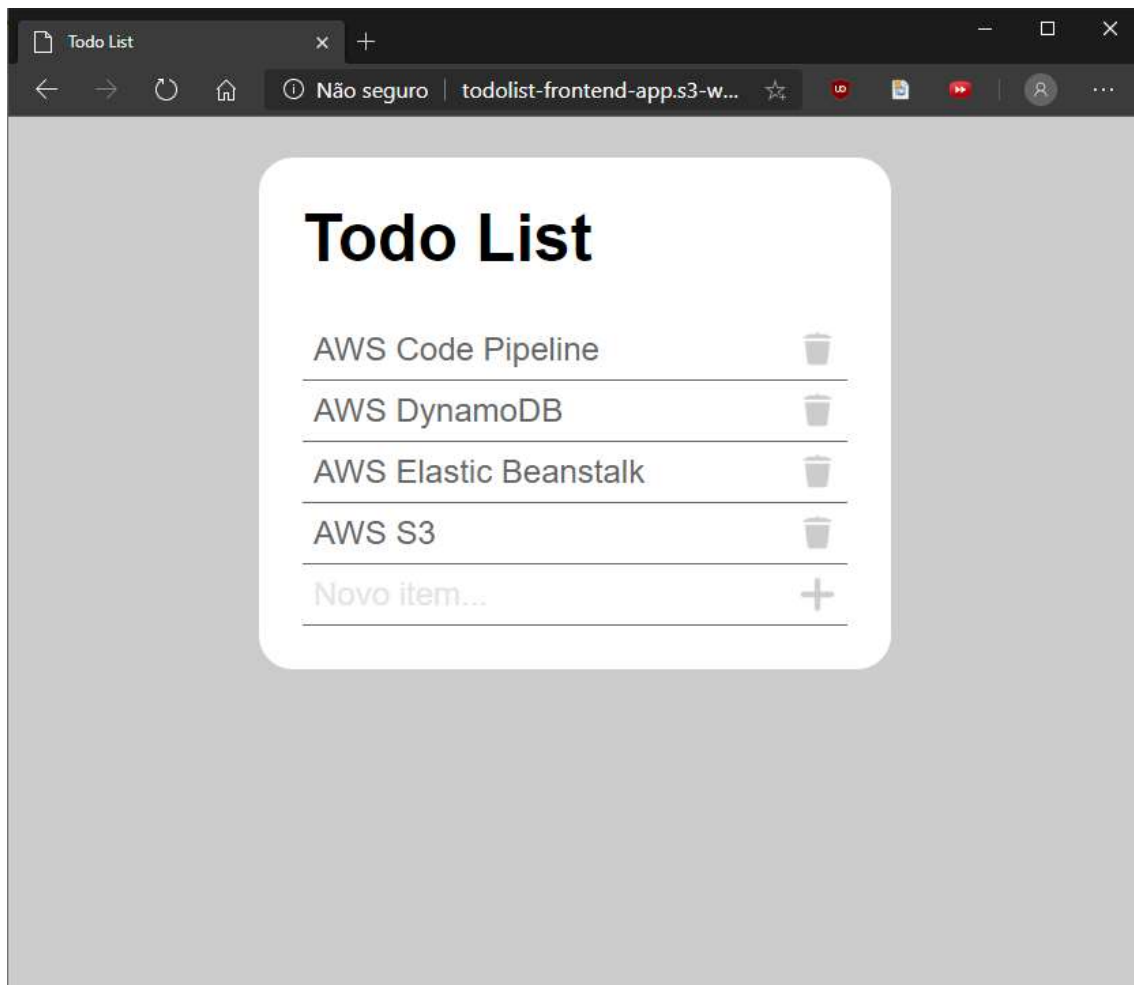 Todo List
Não seguro | todolist-frontend-app.s3-w...
Todo List
AWS Code Pipeline
AWS DynamoDB
AWS Elastic Beanstalk
AWS S3
Novo item...